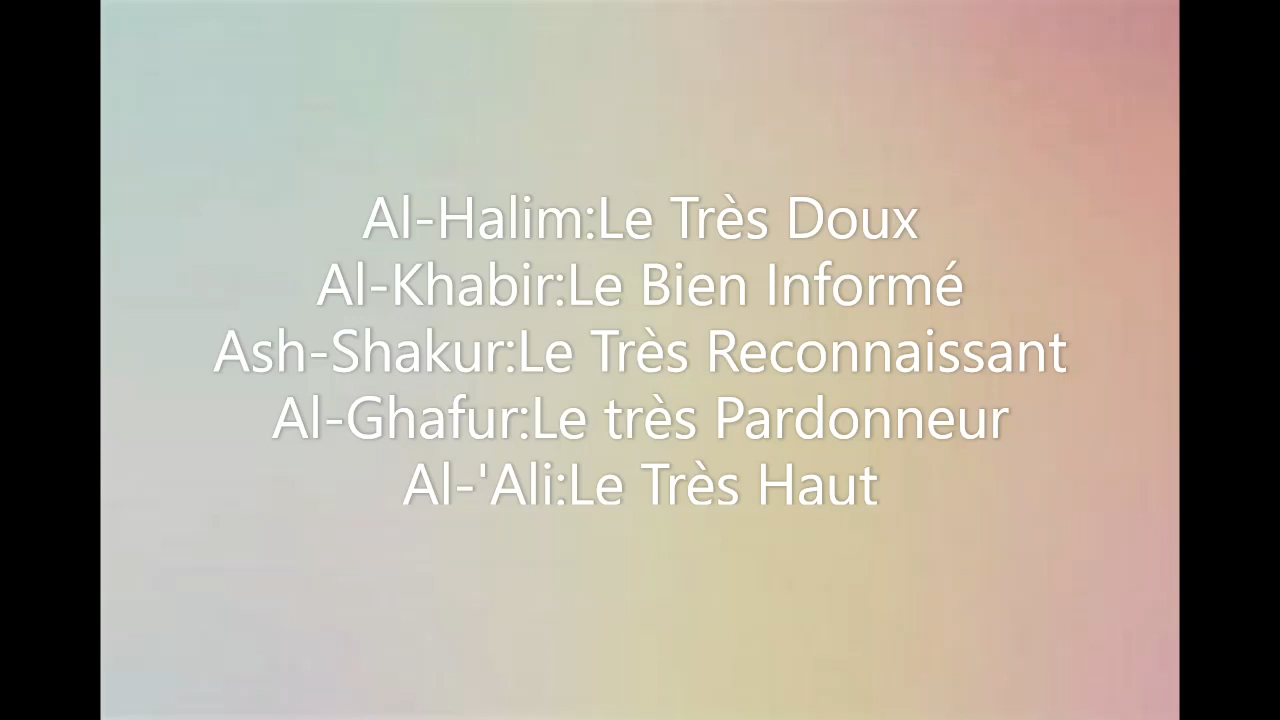 Al-Halim:Le Très Doux
Al-Khabir:Le Bien Informé
Ash-Shakur:Le Très Reconnaissant
Al-Ghafur:Le très Pardonneur
Al-'Ali:Le Très Haut